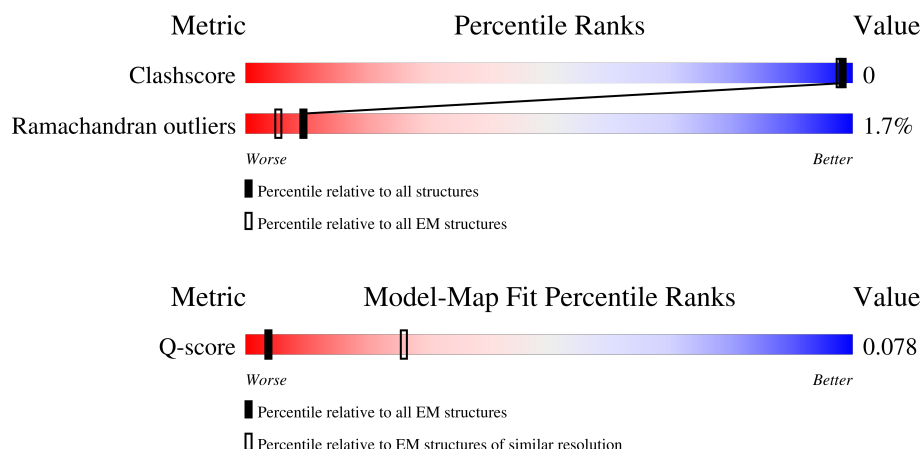 Metric Percentile Ranks Value
Clashscore 0
Ramachandran outliers 1.7%
Worse Better
Percentile relative to all structures
Percentile relative to all EM structures
Metric Model-Map Fit Percentile Ranks Value
Q-score 0.078
Worse Better
Percentile relative to all EM structures
Percentile relative to EM structures of similar resolution